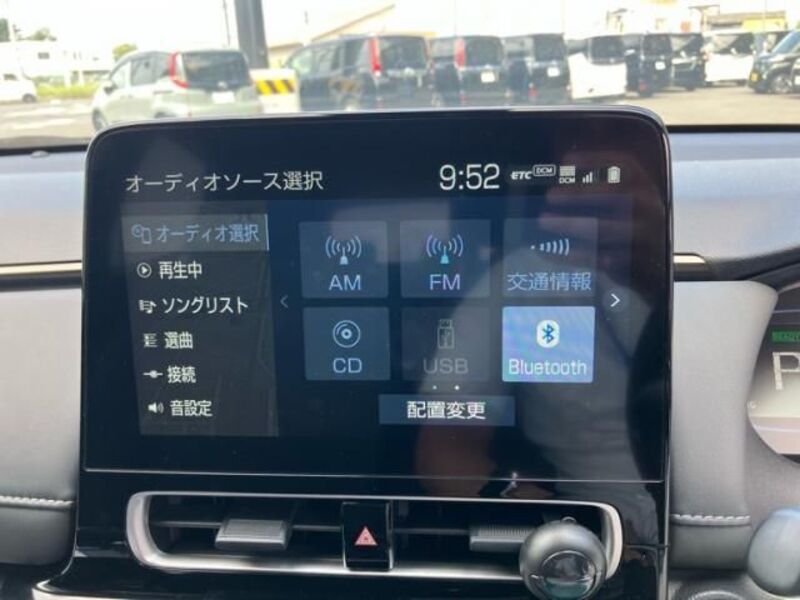 オーディオソース選択
9:52
ETC DCM
DCM
オーディオ選択
再生中
ソングリスト
選曲
接続
音設定
AM
FM
交通情報
CD
USB
Bluetooth
配置変更
READY
P